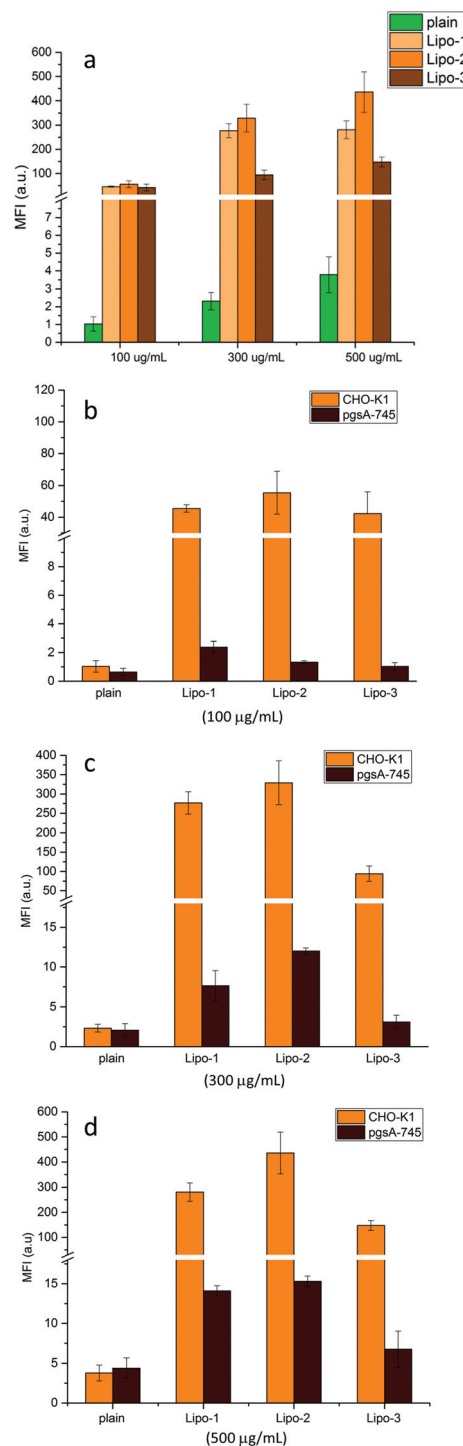 a
plain
Lipo-1
Lipo-2
Lipo-3
MFI (a.u.)
600
500
400
300
200
100
8
7
6
5
4
3
2
1
0
100 ug/mL 300 ug/mL 500 ug/mL
b
CHO-K1
pgsA-745
MFI (a.u.)
120
100
80
60
40
8
6
4
2
0
plain Lipo-1 Lipo-2 Lipo-3
(100 μg/mL)
c
CHO-K1
pgsA-745
MFI (a.u.)
400
350
300
250
200
150
100
50
15
10
5
0
plain Lipo-1 Lipo-2 Lipo-3
(300 μg/mL)
d
CHO-K1
pgsA-745
MFI (a.u)
600
500
400
300
200
100
15
10
5
0
plain Lipo-1 Lipo-2 Lipo-3
(500 μg/mL)